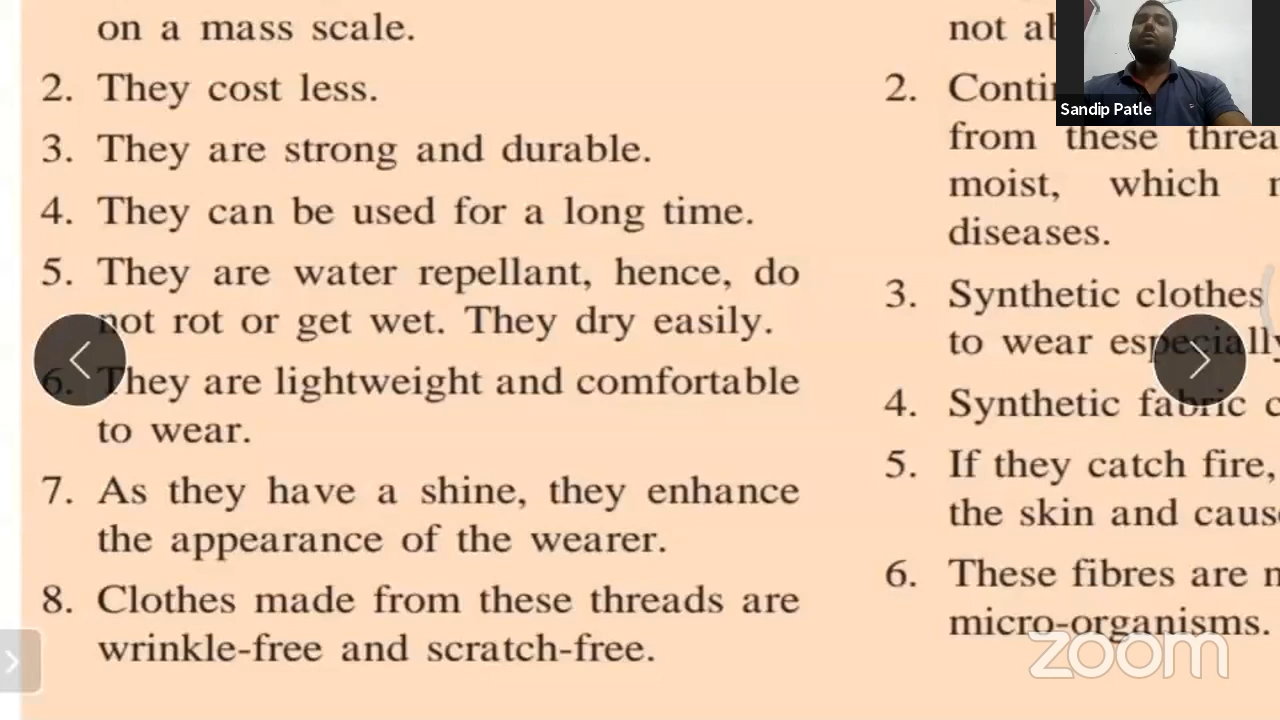 on a mass scale.
2. They cost less.
3. They are strong and durable.
4. They can be used for a long time.
5. They are water repellant, hence, do
not rot or get wet. They dry easily.
6. They are lightweight and comfortable
to wear.
7. As they have a shine, they enhance
the appearance of the wearer.
8. Clothes made from these threads are
wrinkle-free and scratch-free.
not
2.
from these
moist, which
diseases.
3. Synthetic clothes
to wear especially
4. Synthetic fabric
5. If they catch fire,
the skin and
6. These fibres are
micro-organisms.
Sandip Patle
zoom